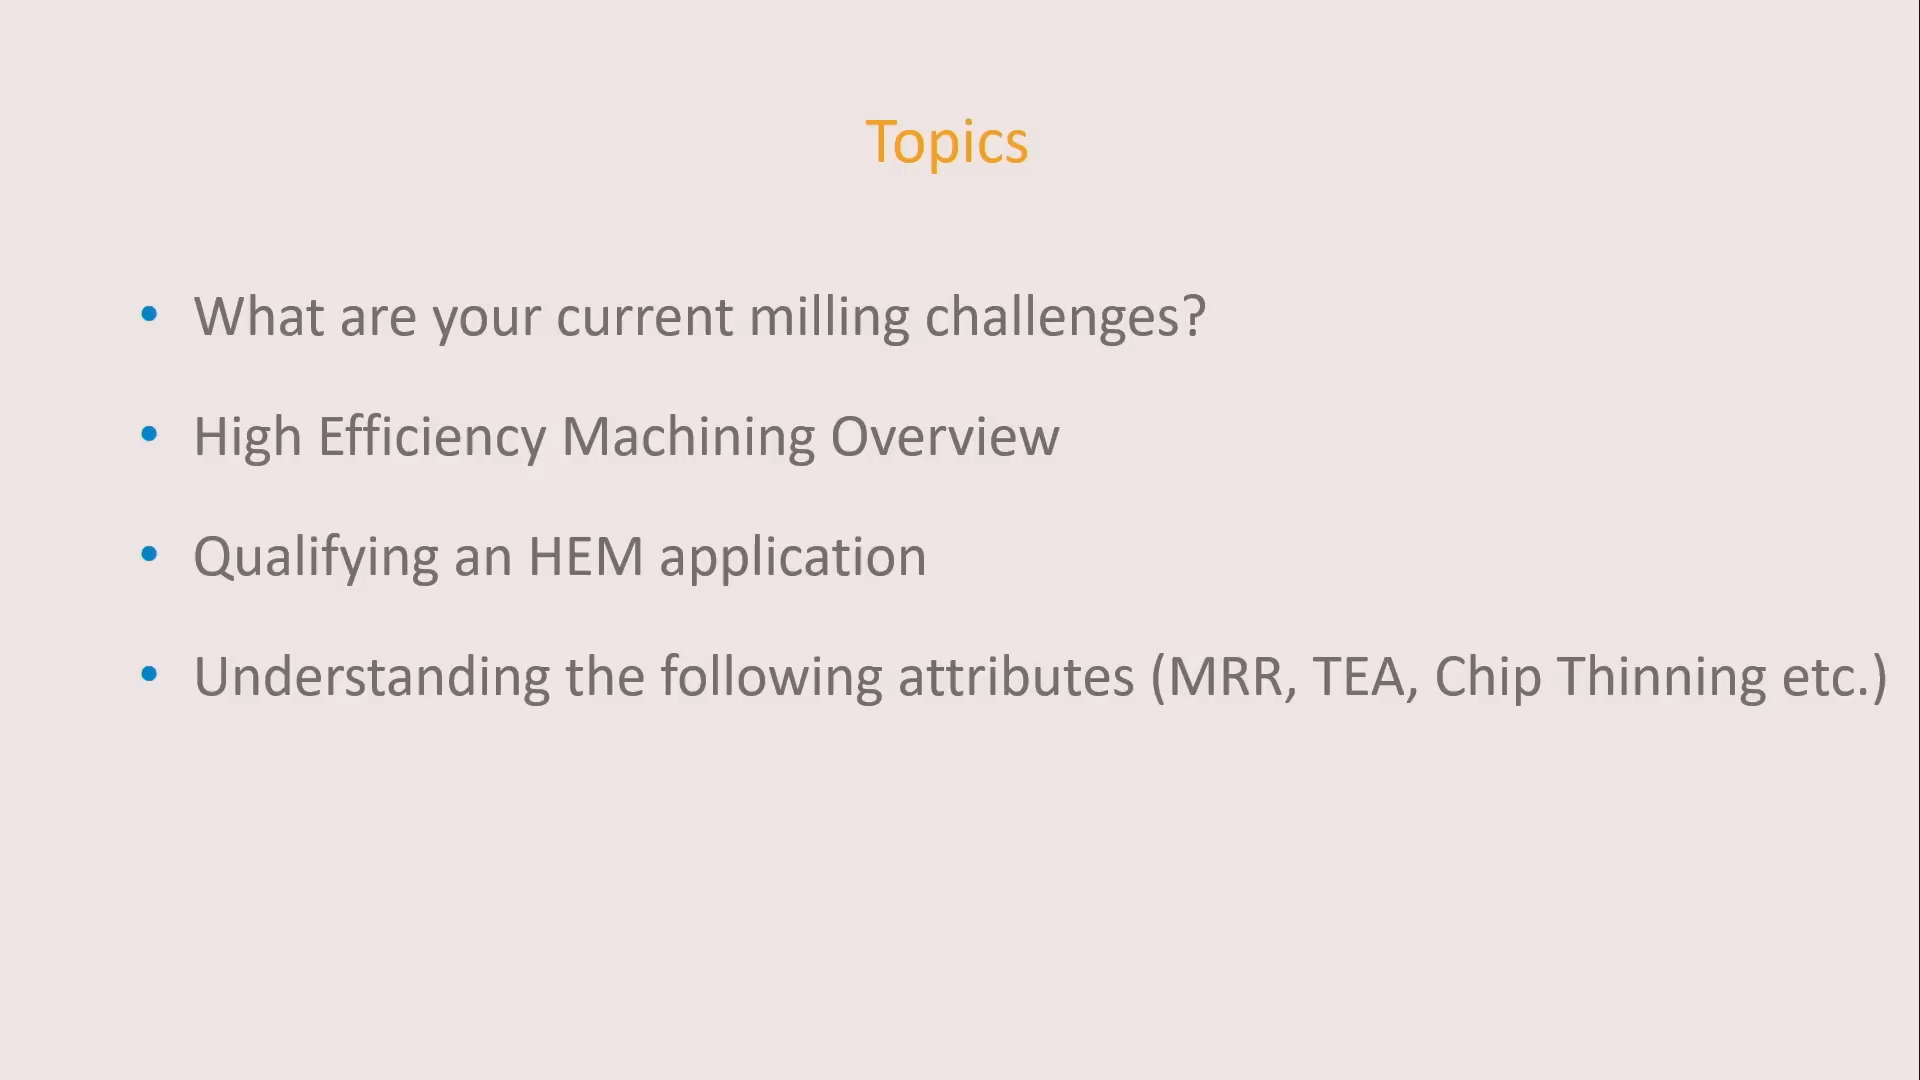 Topics
• What are your current milling challenges?
• High Efficiency Machining Overview
• Qualifying an HEM application
• Understanding the following attributes (MRR, TEA, Chip Thinning etc.)